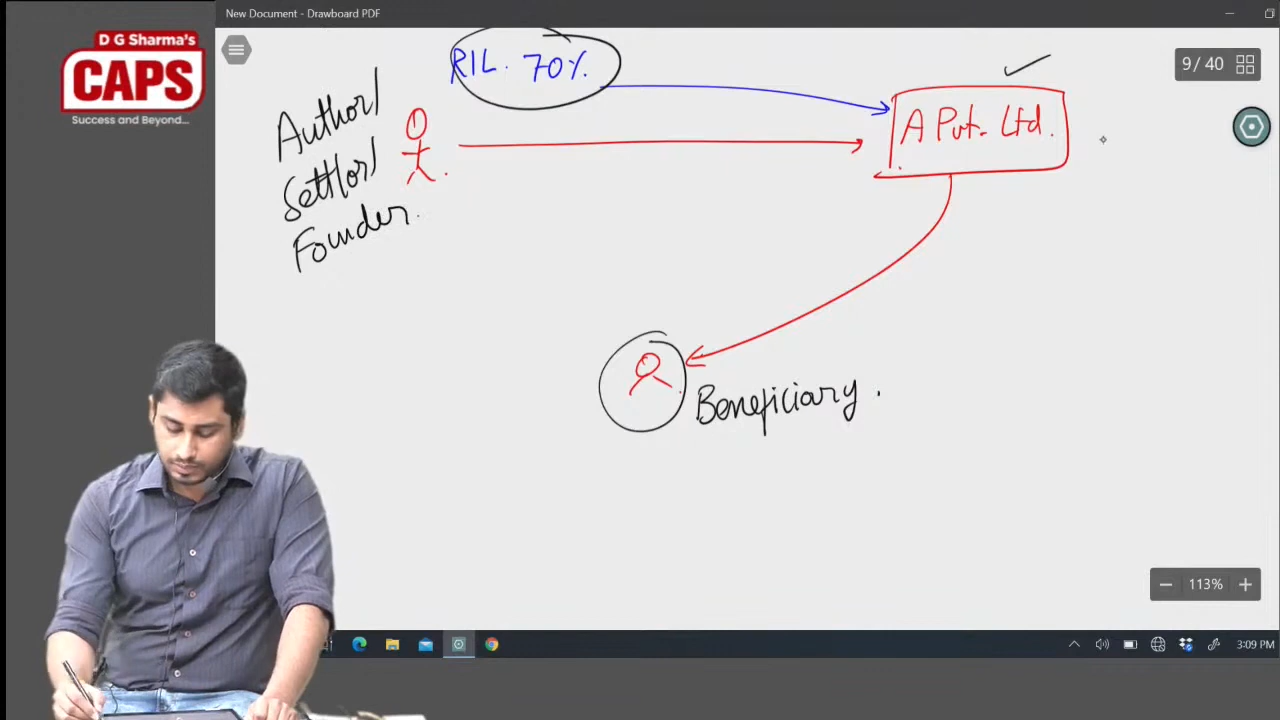 New Document - Drawboard PDF
D G Sharma's
CAPS
Success and Beyond...
9/ 40
RIL. 70%.
Author/
Settlor/
Founder.
A Pvt. Ltd.
Beneficiary.
113%
3:09 PM